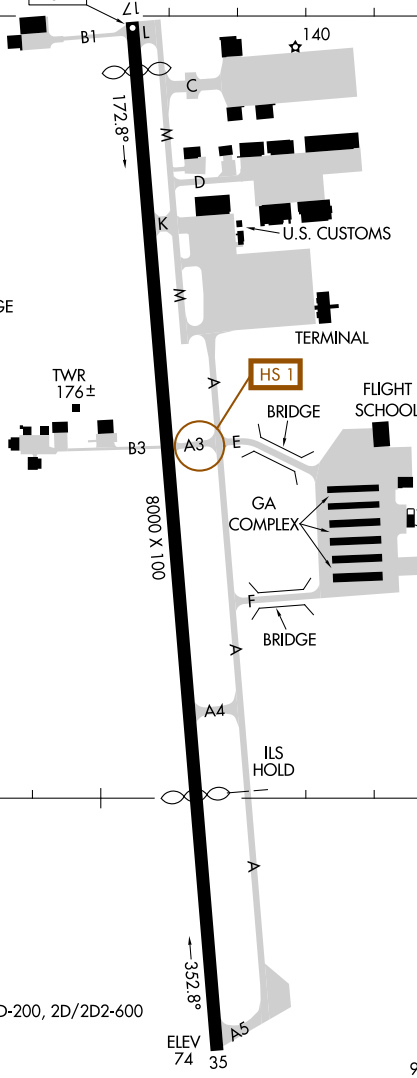 17
B1
L
140
C
172.8°
M
D
K
U.S. CUSTOMS
GE
M
TERMINAL
TWR
176±
A
HS 1
FLIGHT
SCHOOL
BRIDGE
B3
A3
E
8000 X 100
GA
COMPLEX
F
BRIDGE
A
A4
ILS
HOLD
A
352.8°
D-200, 2D/2D2-600
ELEV
74
35
A5
9